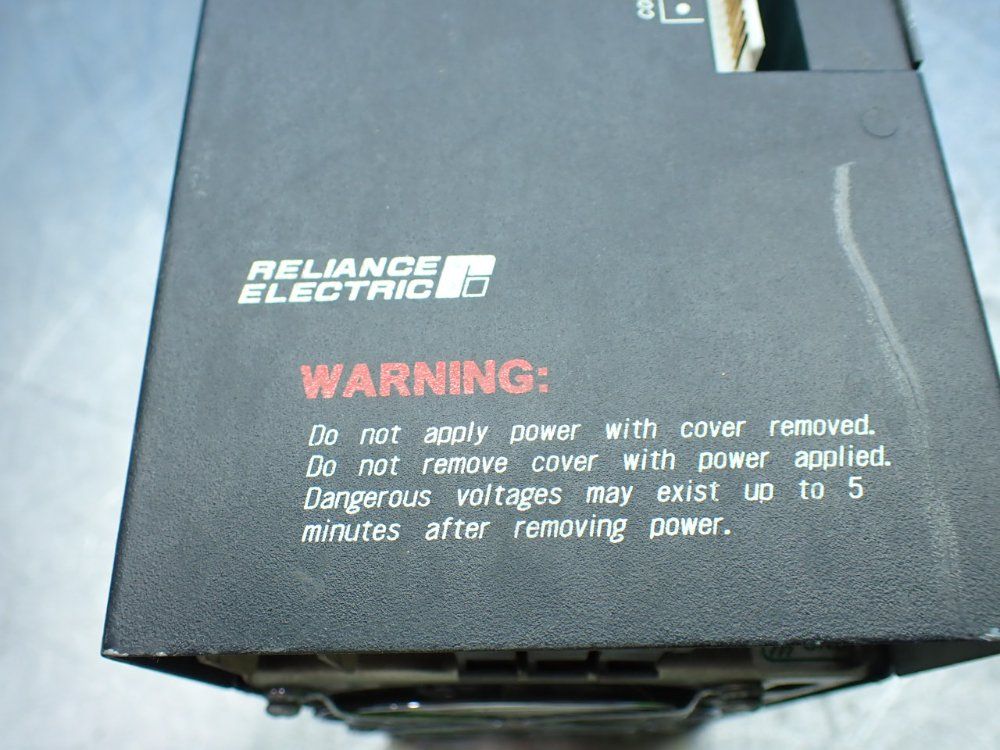 RELIANCE
ELECTRIC
WARNING:
Do not apply power with cover removed.
Do not remove cover with power applied.
Dangerous voltages may exist up to 5
minutes after removing power.